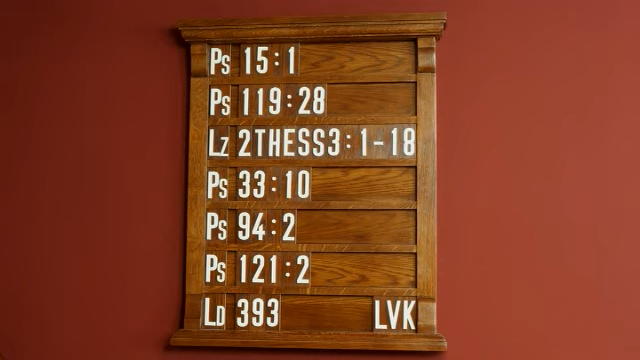 Ps 15:1
Ps 119:28
Lz 2THESS3:1-18
Ps 33:10
Ps 94:2
Ps 121:2
LD 393 LVK